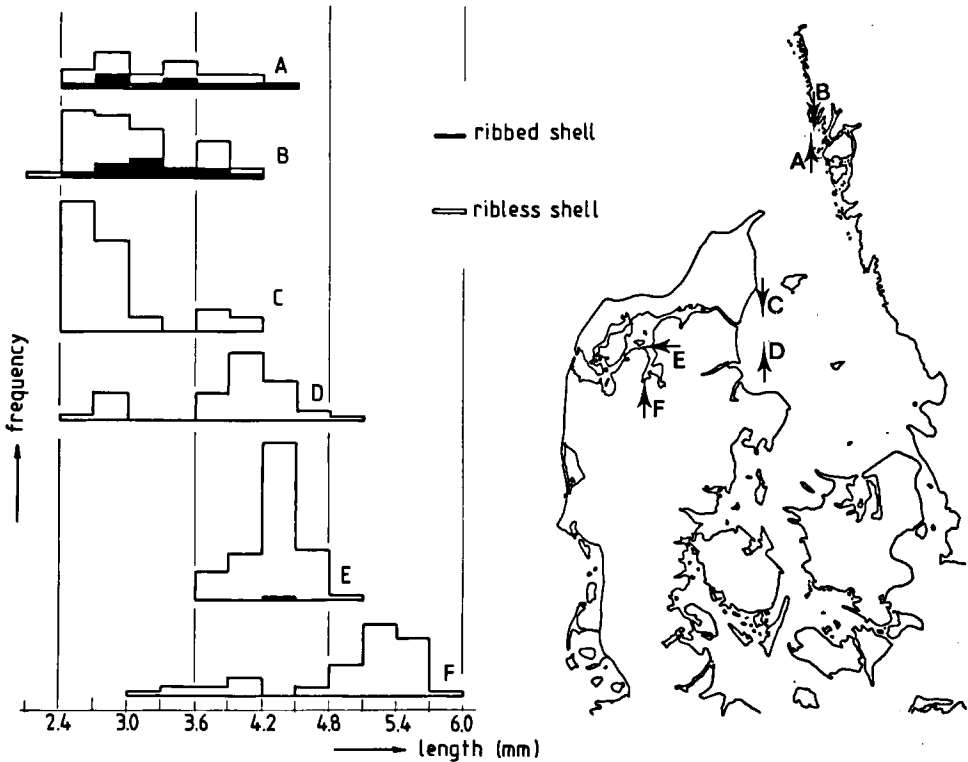 A
B
C
D
E
F
ribbed shell
ribless shell
frequency
2.4 3.0 3.6 4.2 4.8 5.4 6.0
length (mm)
B
A
C
D
E
F